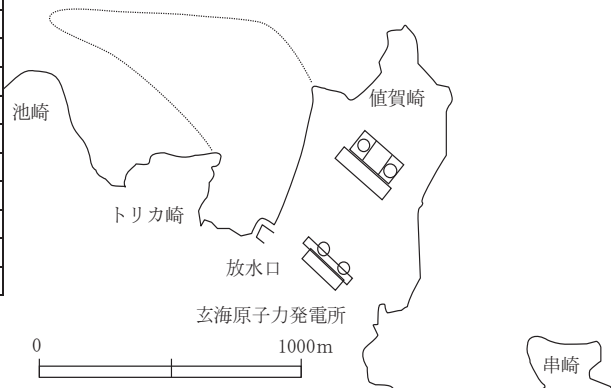 値賀崎
池崎
トリカ崎
放水口
玄海原子力発電所
0 1000m
串崎